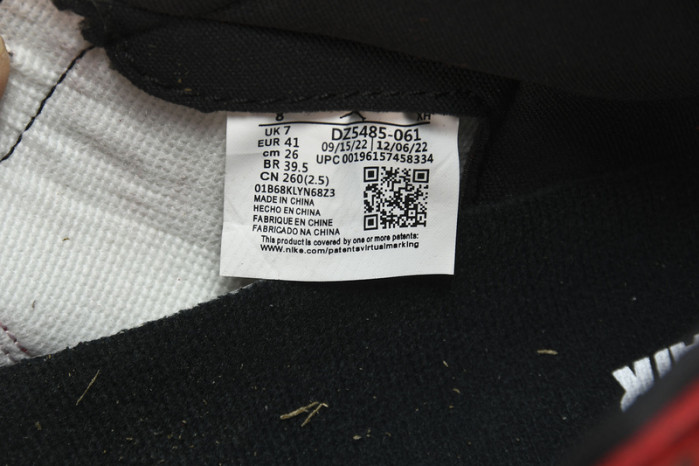 8 XH
UK 7 DZ5485-061
EUR 41 09/15/22 | 12/06/22
cm 26 UPC 00196157458334
BR 39.5
CN 260(2.5)
01B68KLYN68Z3
MADE IN CHINA
HECHO EN CHINA
FABRIQUE EN CHINE
FABRICADO NA CHINA
This product is covered by one or more patents:
www.nike.com/patentsvirtualmarking